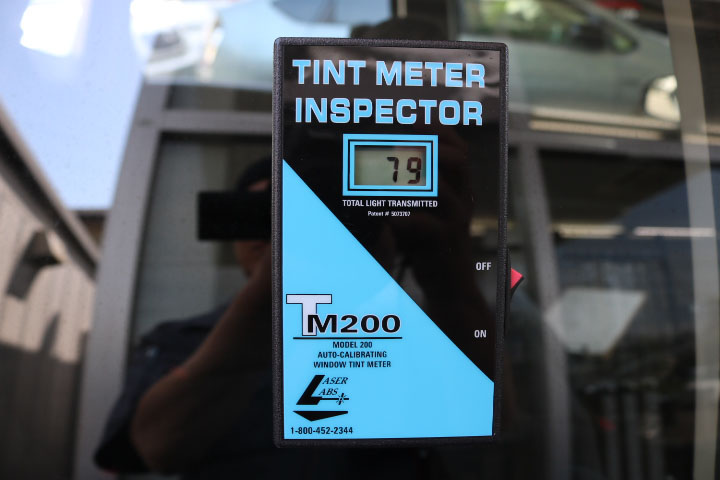 TINT METER
INSPECTOR
79
TOTAL LIGHT TRANSMITTED
Patent # 5073707
OFF
ON
TM200
MODEL 200
AUTO-CALIBRATING
WINDOW TINT METER
LASER
LABS
1-800-452-2344